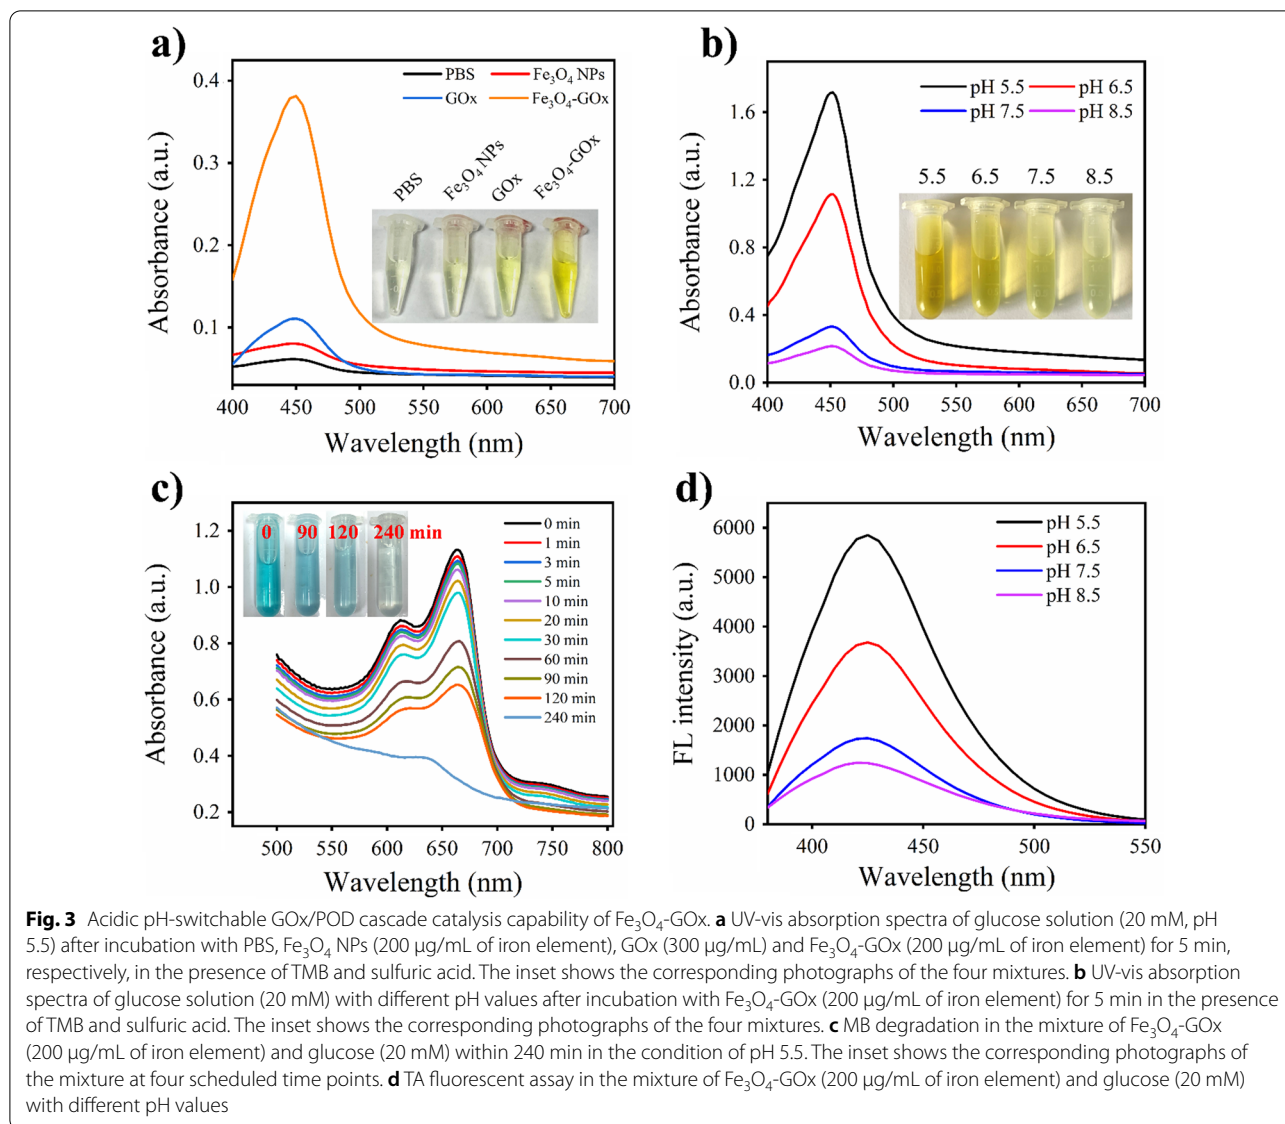 a)
PBS
Fe₃O₄ NPs
GOx
Fe₃O₄-GOx
0.4
0.3
0.2
0.1
Absorbance (a.u.)
PBS
Fe₃O₄ NPs
GOx
Fe₃O₄-GOx
400 450 500 550 600 650 700
Wavelength (nm)
b)
pH 5.5
pH 6.5
pH 7.5
pH 8.5
1.6
1.2
0.8
0.4
0.0
Absorbance (a.u.)
5.5 6.5 7.5 8.5
400 450 500 550 600 650 700
Wavelength (nm)
c)
0 90 120 240 min
1.2
1.0
0.8
0.6
0.4
0.2
Absorbance (a.u.)
0 min
1 min
3 min
5 min
10 min
20 min
30 min
60 min
90 min
120 min
240 min
500 550 600 650 700 750 800
Wavelength (nm)
d)
pH 5.5
pH 6.5
pH 7.5
pH 8.5
6000
5000
4000
3000
2000
1000
0
FL intensity (a.u.)
400 450 500 550
Wavelength (nm)
Fig. 3 Acidic pH-switchable GOx/POD cascade catalysis capability of Fe₃O₄-GOx. a UV-vis absorption spectra of glucose solution (20 mM, pH
5.5) after incubation with PBS, Fe₃O₄ NPs (200 µg/mL of iron element), GOx (300 µg/mL) and Fe₃O₄-GOx (200 µg/mL of iron element) for 5 min,
respectively, in the presence of TMB and sulfuric acid. The inset shows the corresponding photographs of the four mixtures. b UV-vis absorption
spectra of glucose solution (20 mM) with different pH values after incubation with Fe₃O₄-GOx (200 µg/mL of iron element) for 5 min in the presence
of TMB and sulfuric acid. The inset shows the corresponding photographs of the four mixtures. c MB degradation in the mixture of Fe₃O₄-GOx
(200 µg/mL of iron element) and glucose (20 mM) within 240 min in the condition of pH 5.5. The inset shows the corresponding photographs of
the mixture at four scheduled time points. d TA fluorescent assay in the mixture of Fe₃O₄-GOx (200 µg/mL of iron element) and glucose (20 mM)
with different pH values